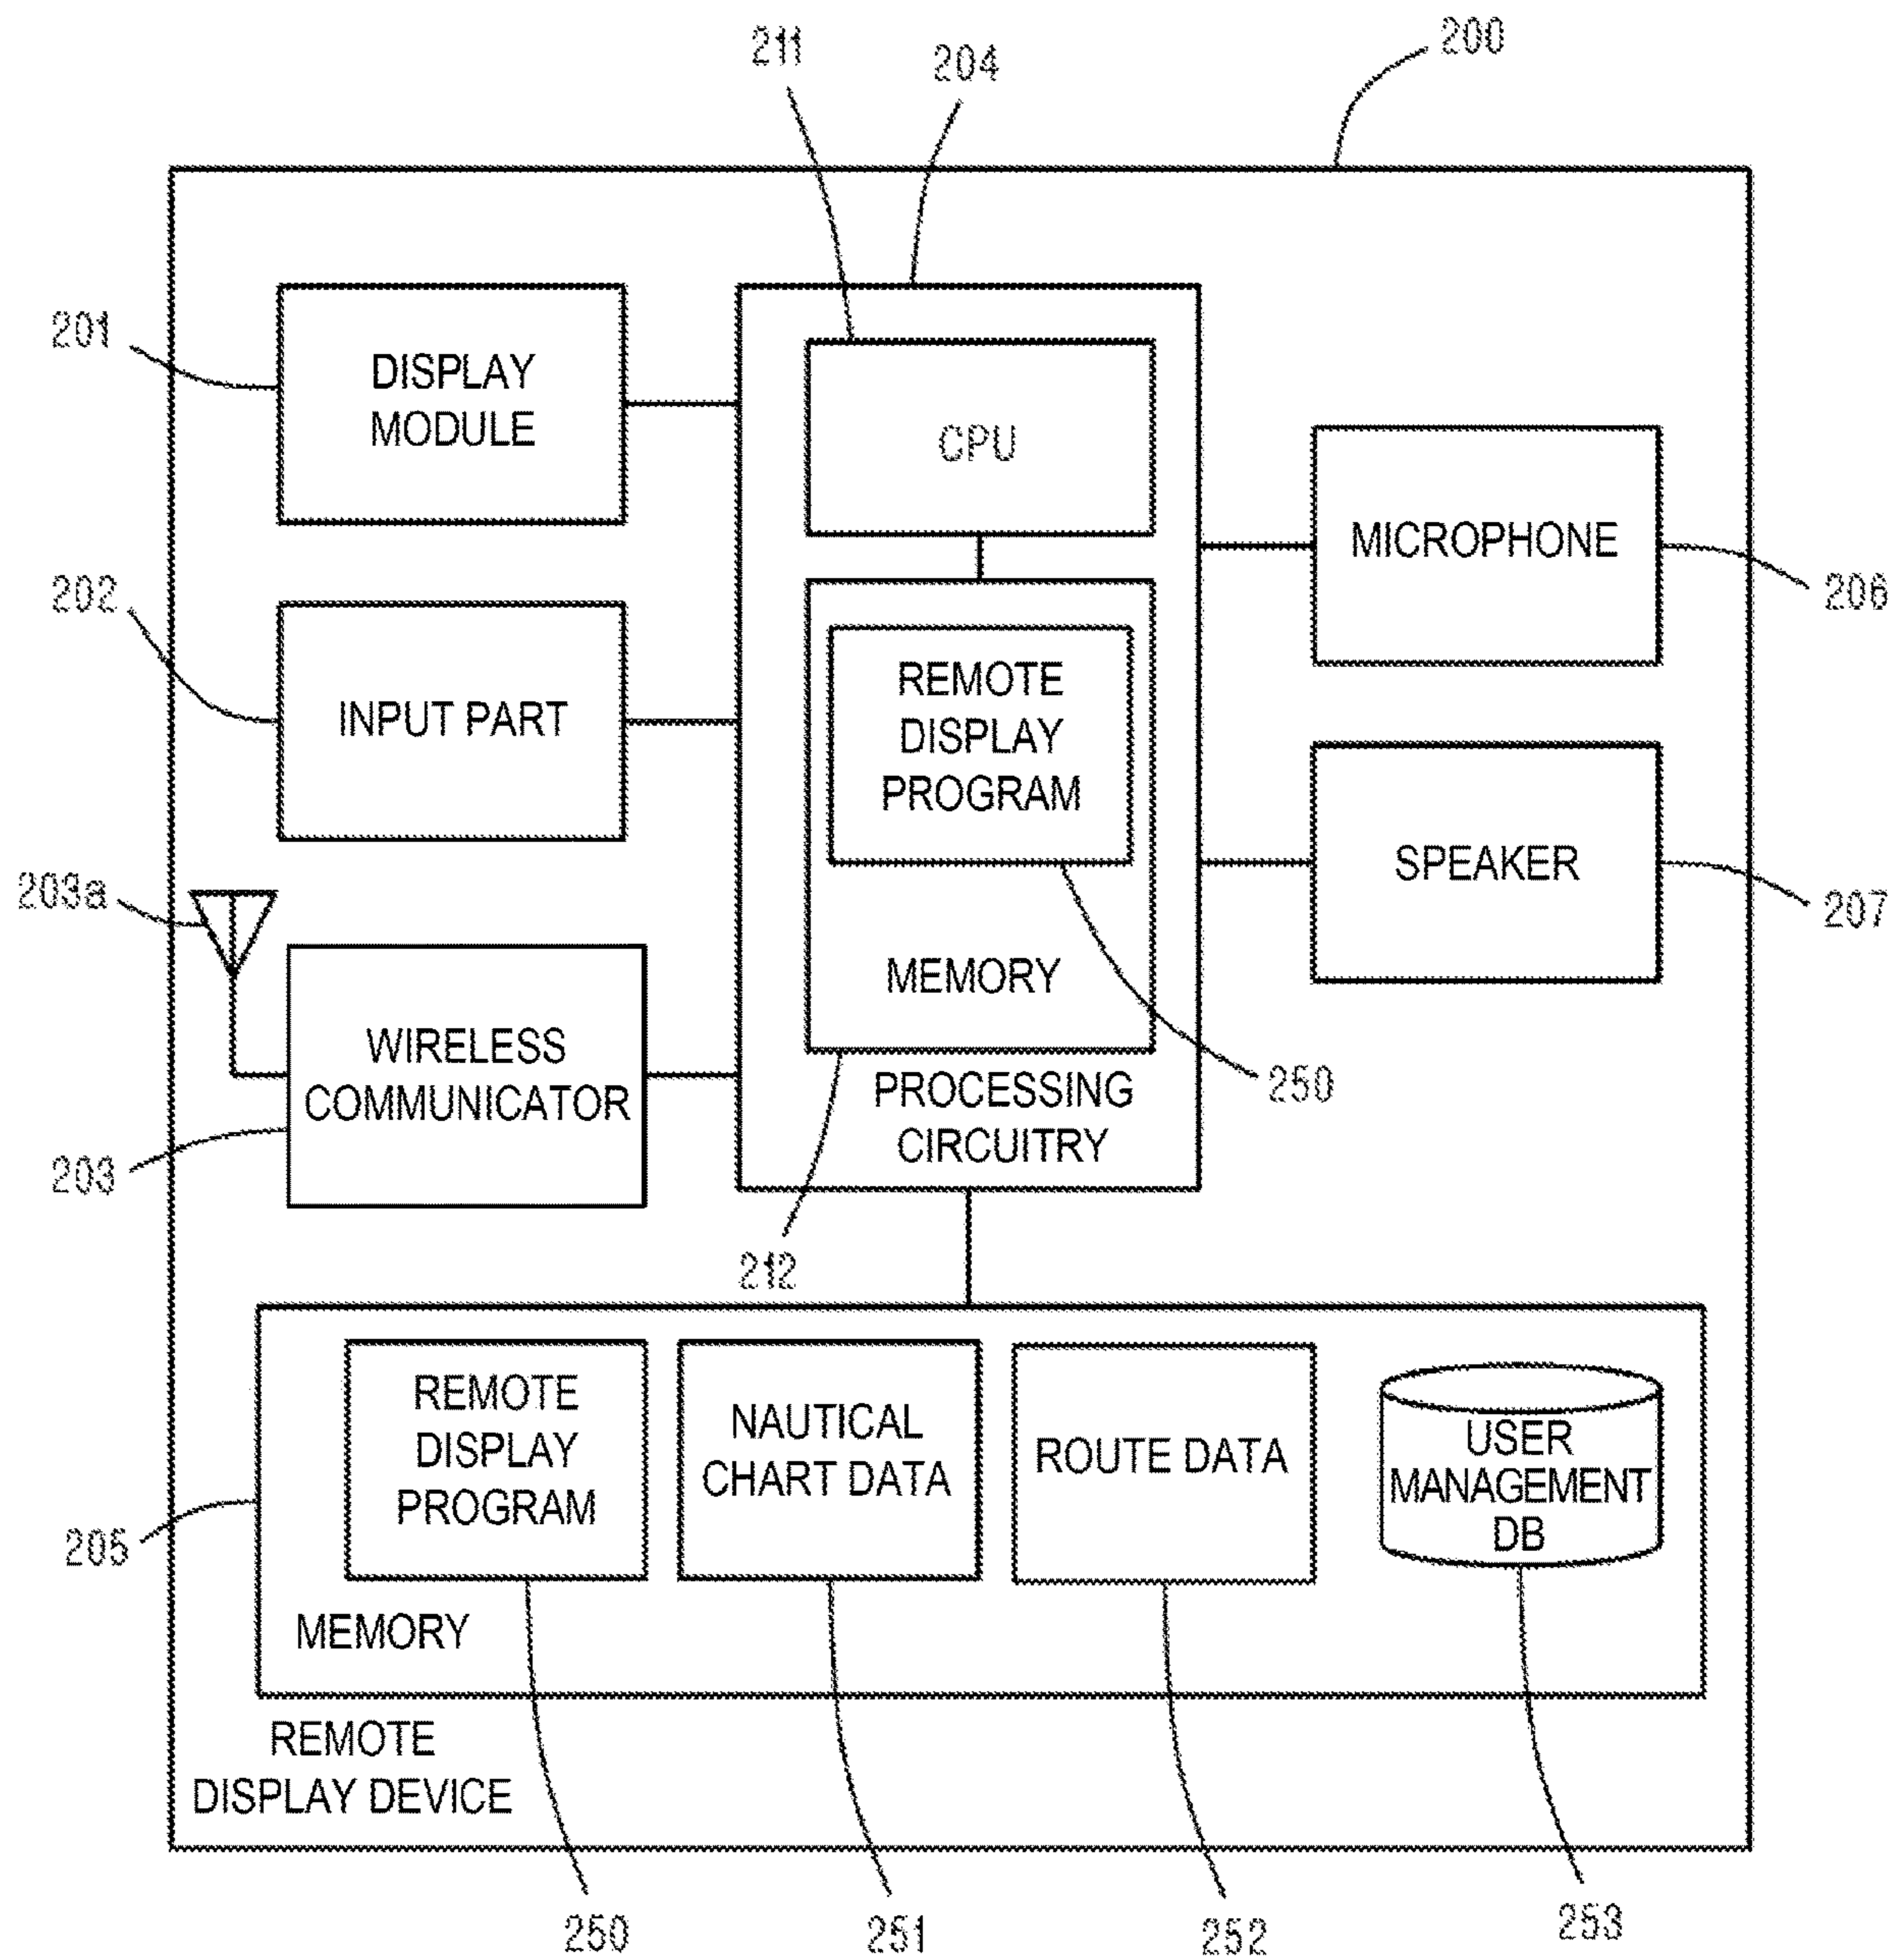 211
204
200
201
DISPLAY
MODULE
CPU
MICROPHONE
206
202
INPUT PART
REMOTE
DISPLAY
PROGRAM
SPEAKER
207
203a
MEMORY
WIRELESS
COMMUNICATOR
203
250
PROCESSING
CIRCUITRY
212
REMOTE
DISPLAY
PROGRAM
NAUTICAL
CHART DATA
ROUTE DATA
USER
MANAGEMENT
DB
205
MEMORY
REMOTE
DISPLAY DEVICE
250
251
252
253